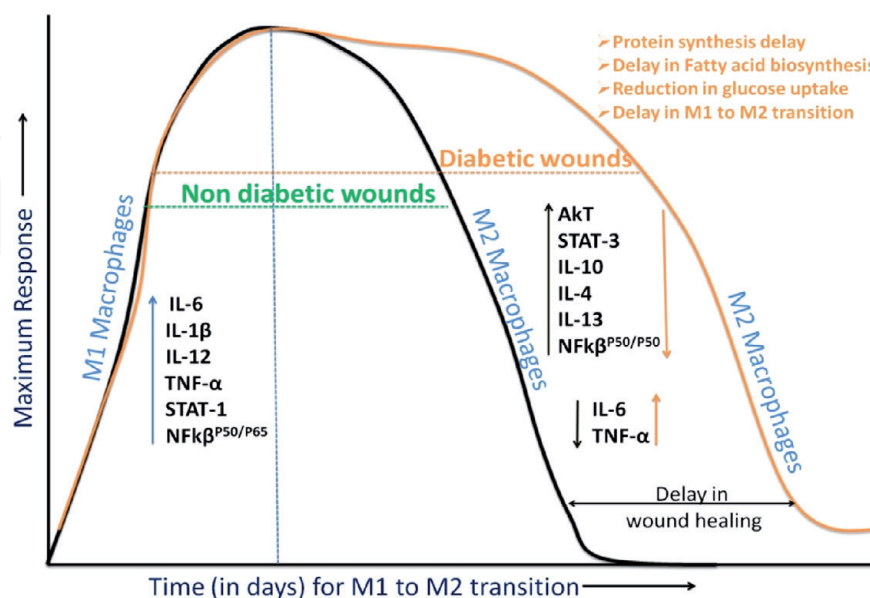 ➢ Protein synthesis delay
➢ Delay in Fatty acid biosynthesis
➢ Reduction in glucose uptake
➢ Delay in M1 to M2 transition
Diabetic wounds
Non diabetic wounds
Maximum Response
M1 Macrophages
IL-6
IL-1β
IL-12
TNF-α
STAT-1
NFkβP50/P65
M2 Macrophages
AkT
STAT-3
IL-10
IL-4
IL-13
NFkβP50/P50
IL-6
TNF-α
M2 Macrophages
Delay in
wound healing
Time (in days) for M1 to M2 transition